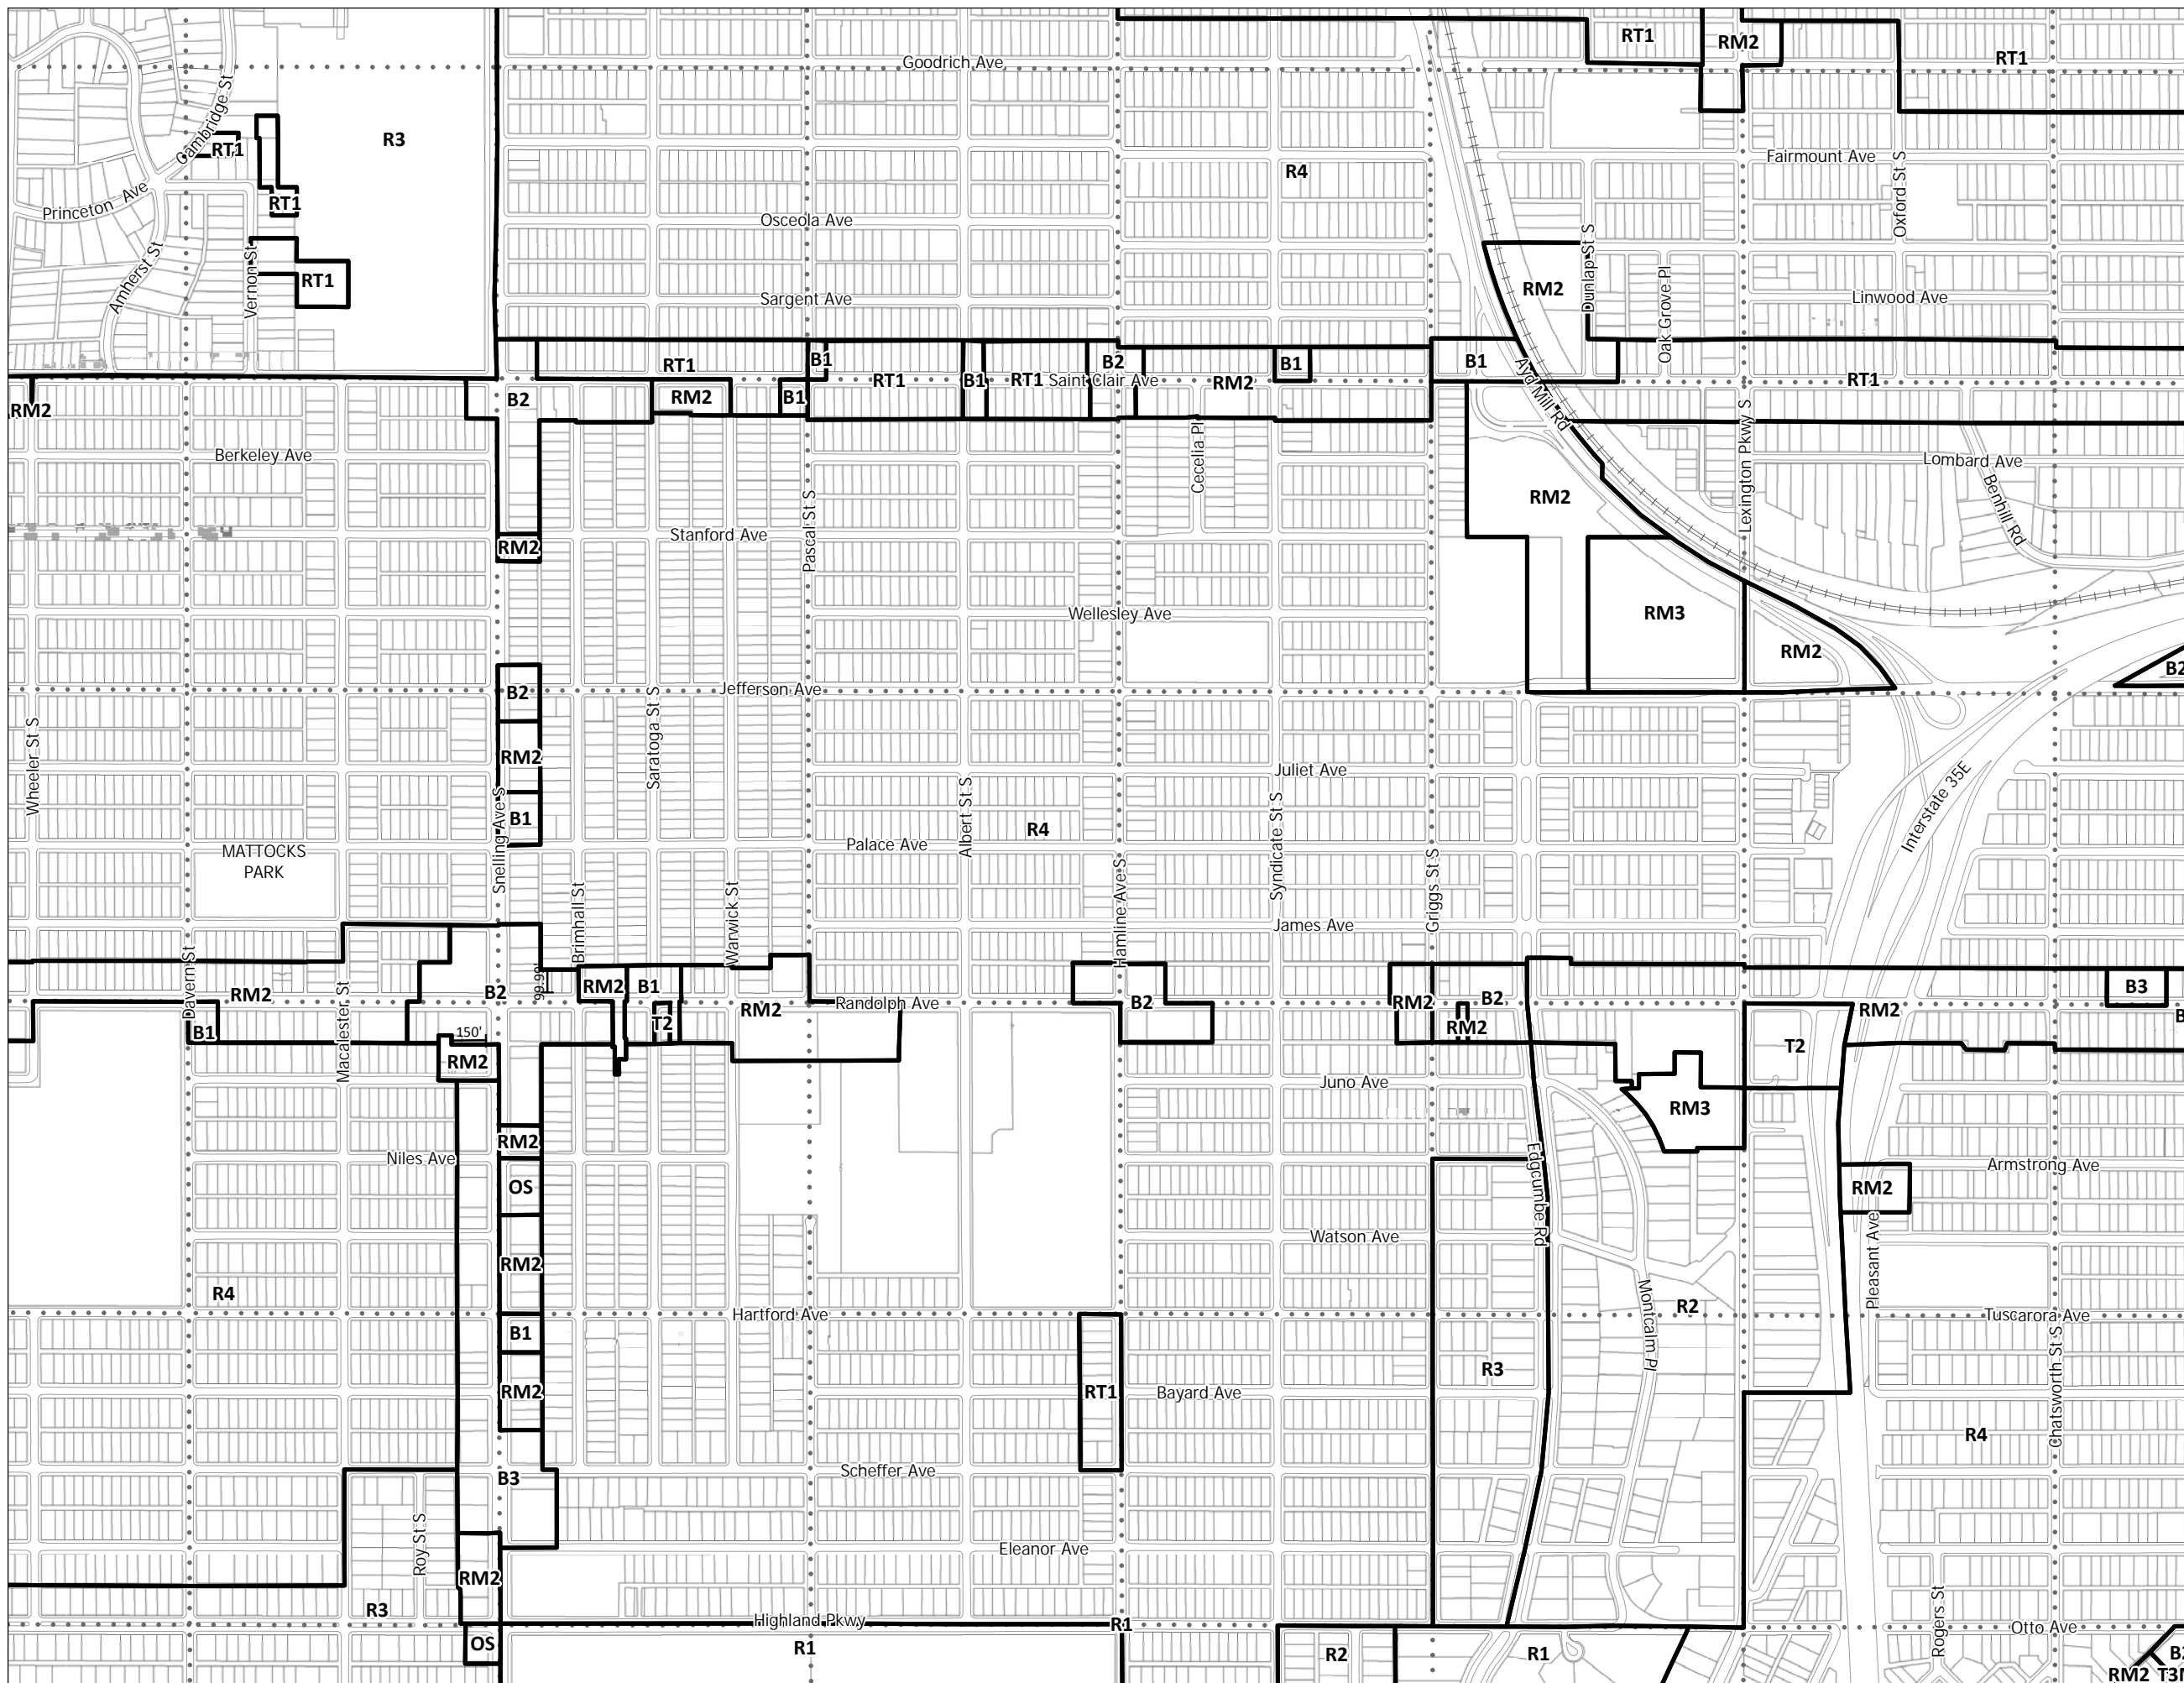 RT1
RM2
RT1
Goodrich Ave
Cambridge St
R3
RT1
Fairmount Ave
R4
Oxford St S
Princeton Ave
RT1
Osceola Ave
Amherst St
Vernon St
RT1
Sargent Ave
RM2
Dunlap St S
Oak Grove Pl
Linwood Ave
RT1
B1
B2
B1
B1
RT1
B1
RT1
Saint Clair Ave
RM2
Ayd Mill Rd
RT1
RM2
B2
RM2
B1
Berkeley Ave
Cecelia Pl
Lexington Pkwy S
Lombard Ave
Benhill Rd
Pascal St S
RM2
Stanford Ave
RM2
Wellesley Ave
RM3
RM2
B2
B2
Jefferson Ave
Wheeler St S
Saratoga St S
RM2
Juliet Ave
Interstate 35E
B1
Snelling Ave S
Albert St S
R4
Syndicate St S
Palace Ave
MATTOCKS
PARK
Griggs St S
Brimhall St
Warwick St
Hamline Ave S
James Ave
Davern St
Macalester St
RM2
B2
99.99'
RM2
B1
RM2
Randolph Ave
B2
RM2
B2
RM2
B3
B
B1
150'
T2
RM2
T2
RM2
Juno Ave
RM3
RM2
Niles Ave
Edgcumbe Rd
Armstrong Ave
OS
RM2
Pleasant Ave
Watson Ave
RM2
R4
Montcalm Pl
R2
Hartford Ave
Tuscarora Ave
B1
R3
Chatsworth St S
RM2
RT1
Bayard Ave
R4
B3
Scheffer Ave
Roy St S
Eleanor Ave
RM2
R3
Highland Pkwy
R1
Rogers St
Otto Ave
OS
R1
R2
R1
RM2